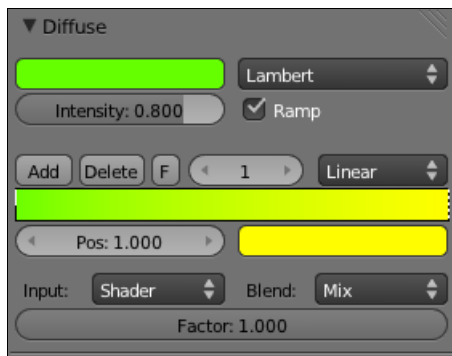 Diffuse
Lambert
Intensity: 0.800
Ramp
Add Delete F 1 Linear
Pos: 1.000
Input: Shader Blend: Mix
Factor: 1.000